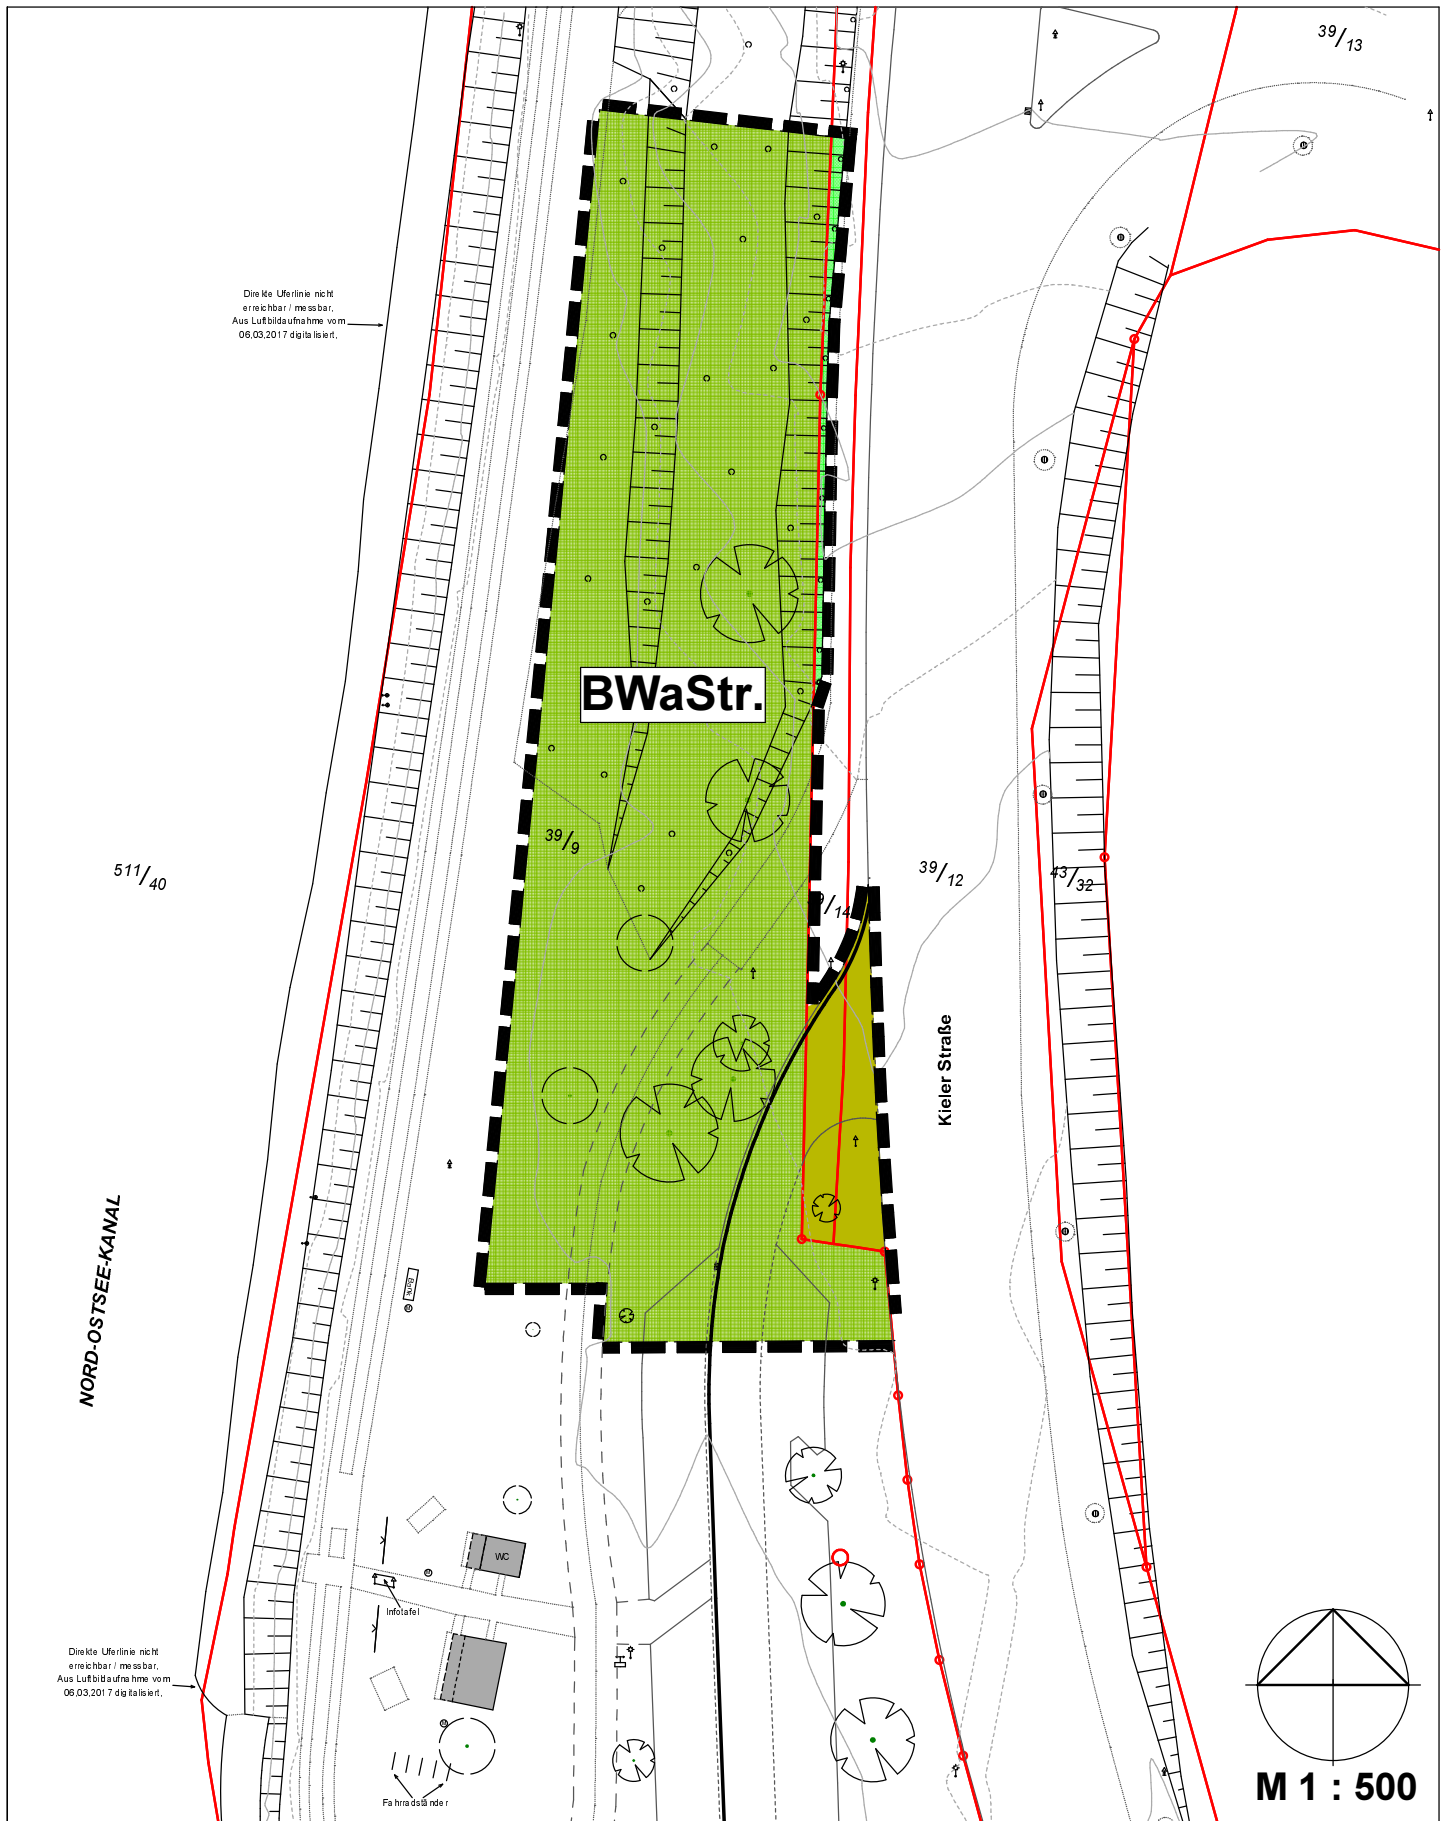 39/13
Direkte Uferlinie nicht
erreichbar / messbar,
Aus Luftbildaufnahme vom
06.03.2017 digitalisiert.
BWaStr.
39/9
511/40
39/12
43/32
9/14
Kieler Straße
NORD-OSTSEE-KANAL
Bank
WC
Infotafel
Direkte Uferlinie nicht
erreichbar / messbar,
Aus Luftbildaufnahme vom
06.03.2017 digitalisiert.
Fahrradständer
M 1 : 500